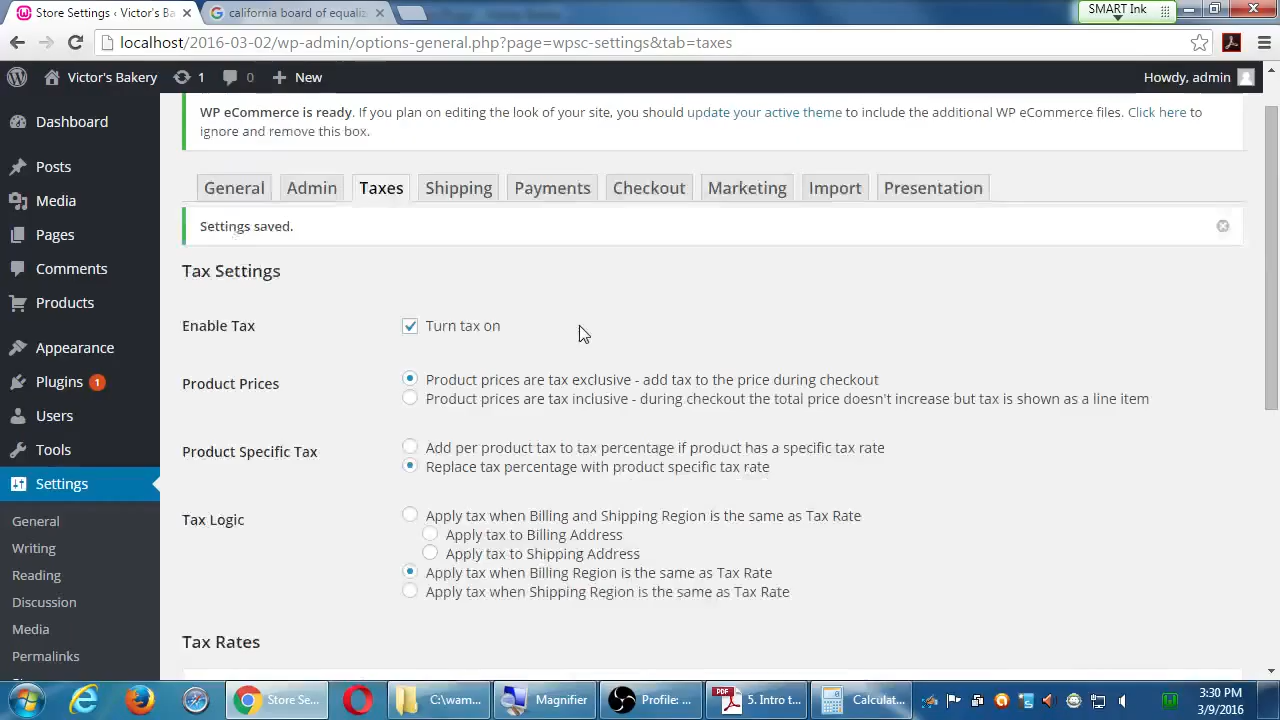 Store Settings ‹ Victor's Ba
california board of equaliz
SMART Ink
localhost/2016-03-02/wp-admin/options-general.php?page=wpsc-settings&tab=taxes
Victor's Bakery
1
0
New
Howdy, admin
WP eCommerce is ready. If you plan on editing the look of your site, you should update your active theme to include the additional WP eCommerce files. Click here to
ignore and remove this box.
Dashboard
Posts
Media
Pages
Comments
Products
Appearance
Plugins 1
Users
Tools
Settings
General
Writing
Reading
Discussion
Media
Permalinks
General
Admin
Taxes
Shipping
Payments
Checkout
Marketing
Import
Presentation
Settings saved.
Tax Settings
Enable Tax
Turn tax on
Product Prices
Product prices are tax exclusive - add tax to the price during checkout
Product prices are tax inclusive - during checkout the total price doesn't increase but tax is shown as a line item
Product Specific Tax
Add per product tax to tax percentage if product has a specific tax rate
Replace tax percentage with product specific tax rate
Tax Logic
Apply tax when Billing and Shipping Region is the same as Tax Rate
Apply tax to Billing Address
Apply tax to Shipping Address
Apply tax when Billing Region is the same as Tax Rate
Apply tax when Shipping Region is the same as Tax Rate
Tax Rates
Store Se...
C:\wam...
Magnifier
Profile: ...
5. Intro t...
Calculat...
3:30 PM
3/9/2016